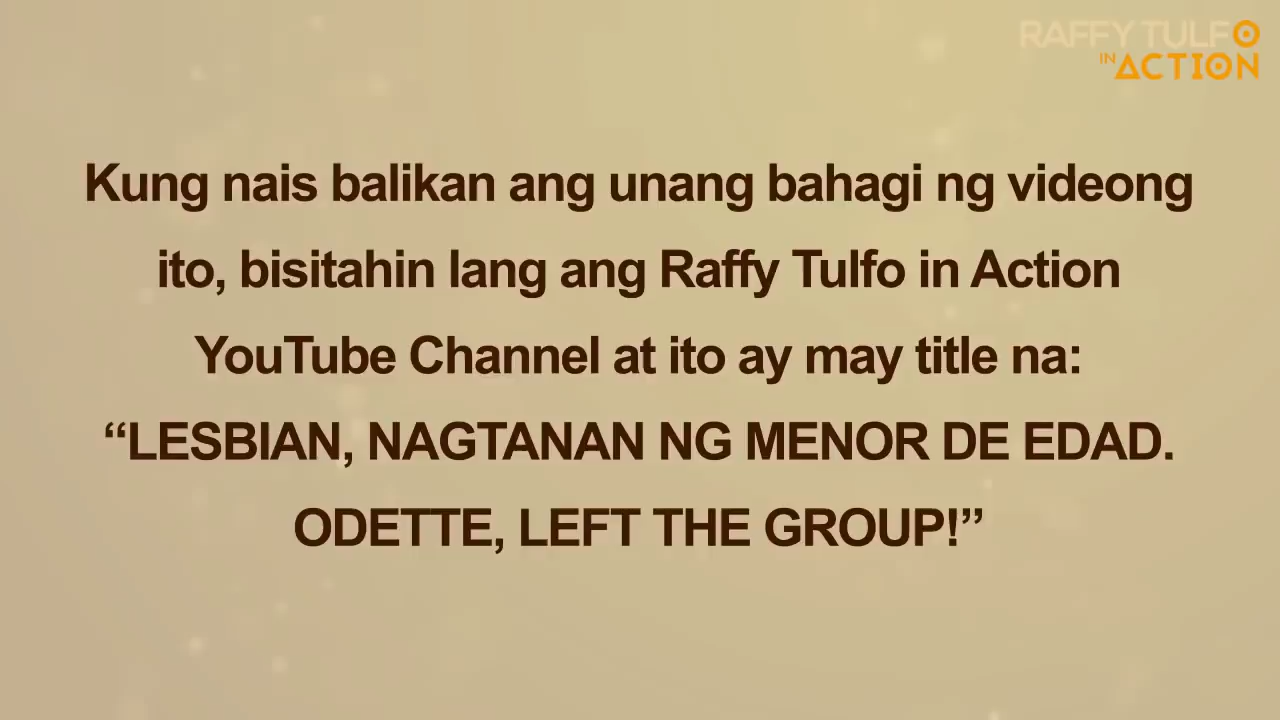 RAFFY TULFO
IN ACTION
Kung nais balikan ang unang bahagi ng videong
ito, bisitahin lang ang Raffy Tulfo in Action
YouTube Channel at ito ay may title na:
“LESBIAN, NAGTANAN NG MENOR DE EDAD.
ODETTE, LEFT THE GROUP!”